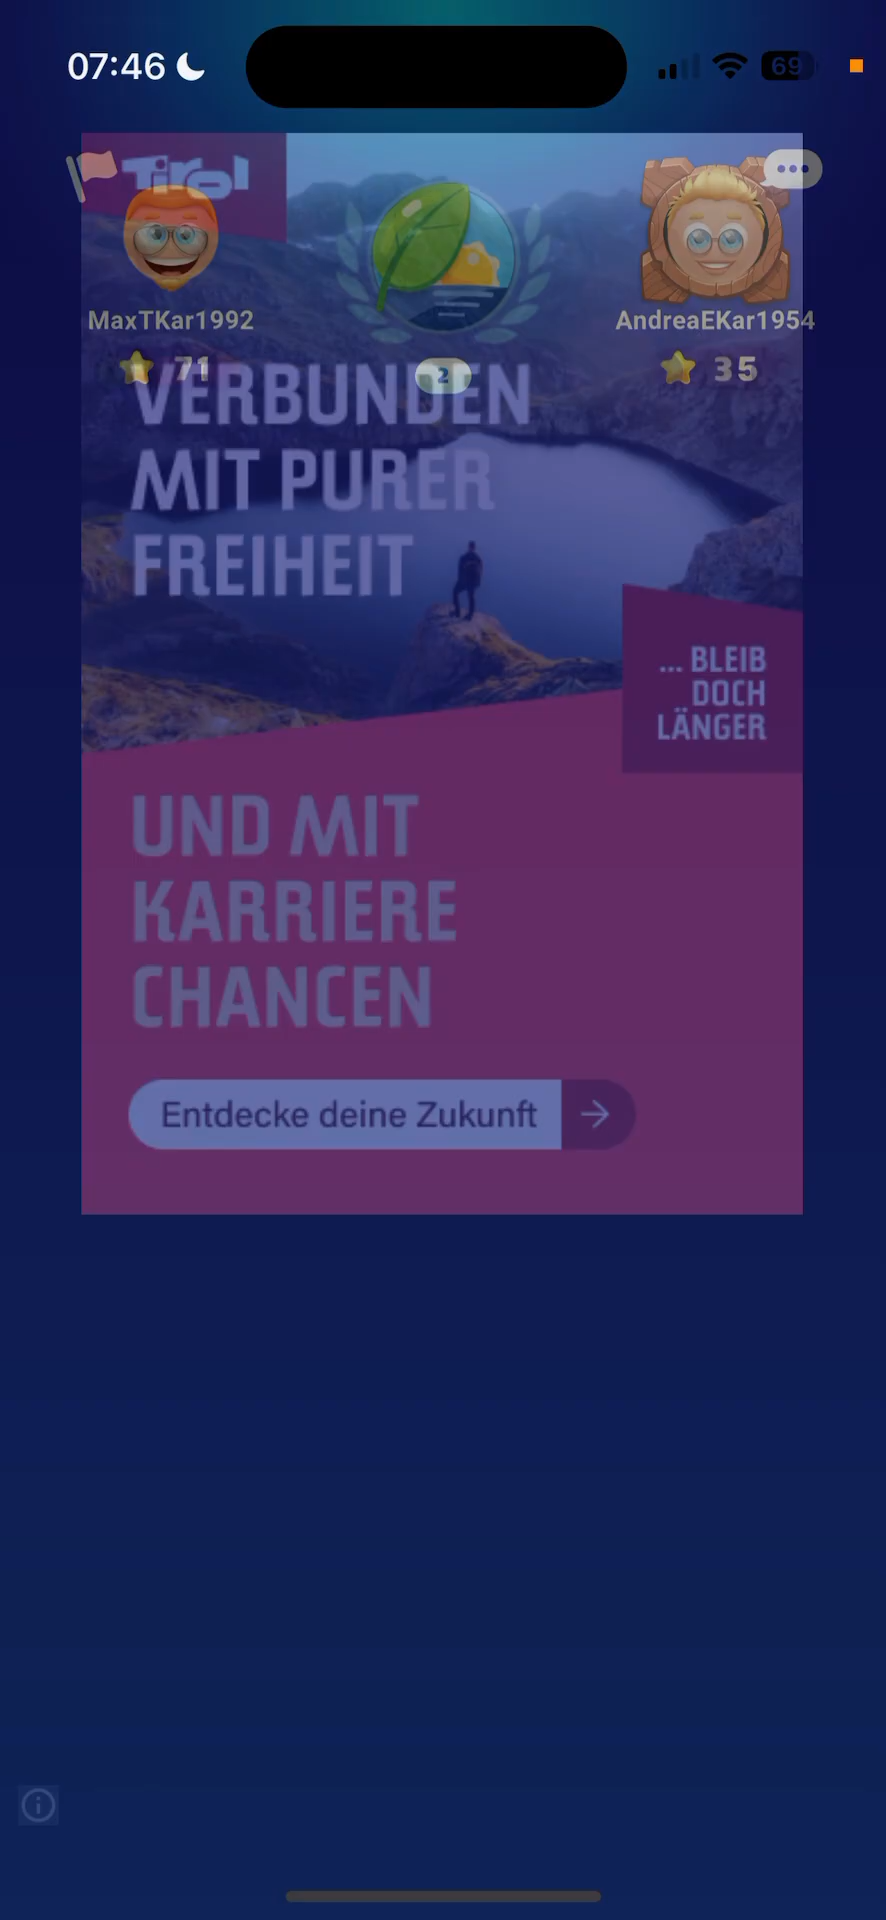 07:46
69
Tirol
MaxTKar1992
AndreaEKar1954
71
2
35
VERBUNDEN
MIT PURER
FREIHEIT
... BLEIB
DOCH
LÄNGER
UND MIT
KARRIERE
CHANCEN
Entdecke deine Zukunft